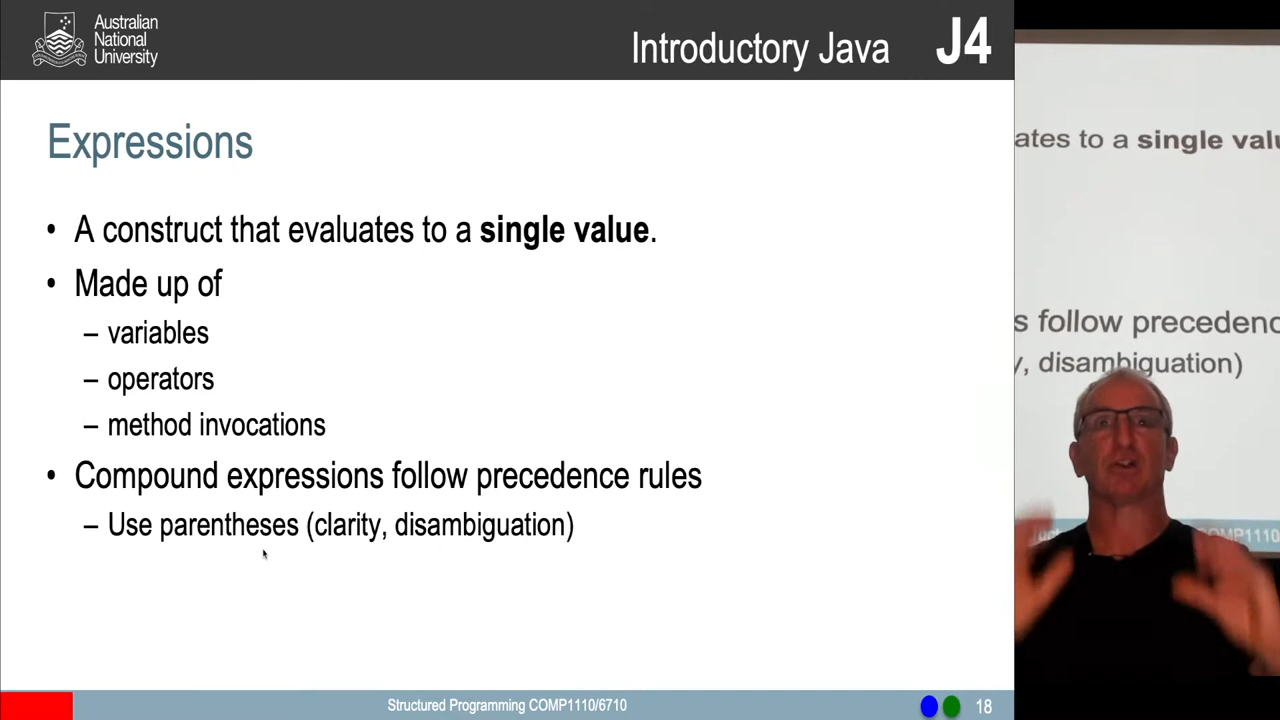 Australian
National
University
Introductory Java J4
Expressions
• A construct that evaluates to a single value.
• Made up of
– variables
– operators
– method invocations
• Compound expressions follow precedence rules
– Use parentheses (clarity, disambiguation)
Structured Programming COMP1110/6710
18
ates to a single valu
s follow precedenc
y, disambiguation)
COMP1110